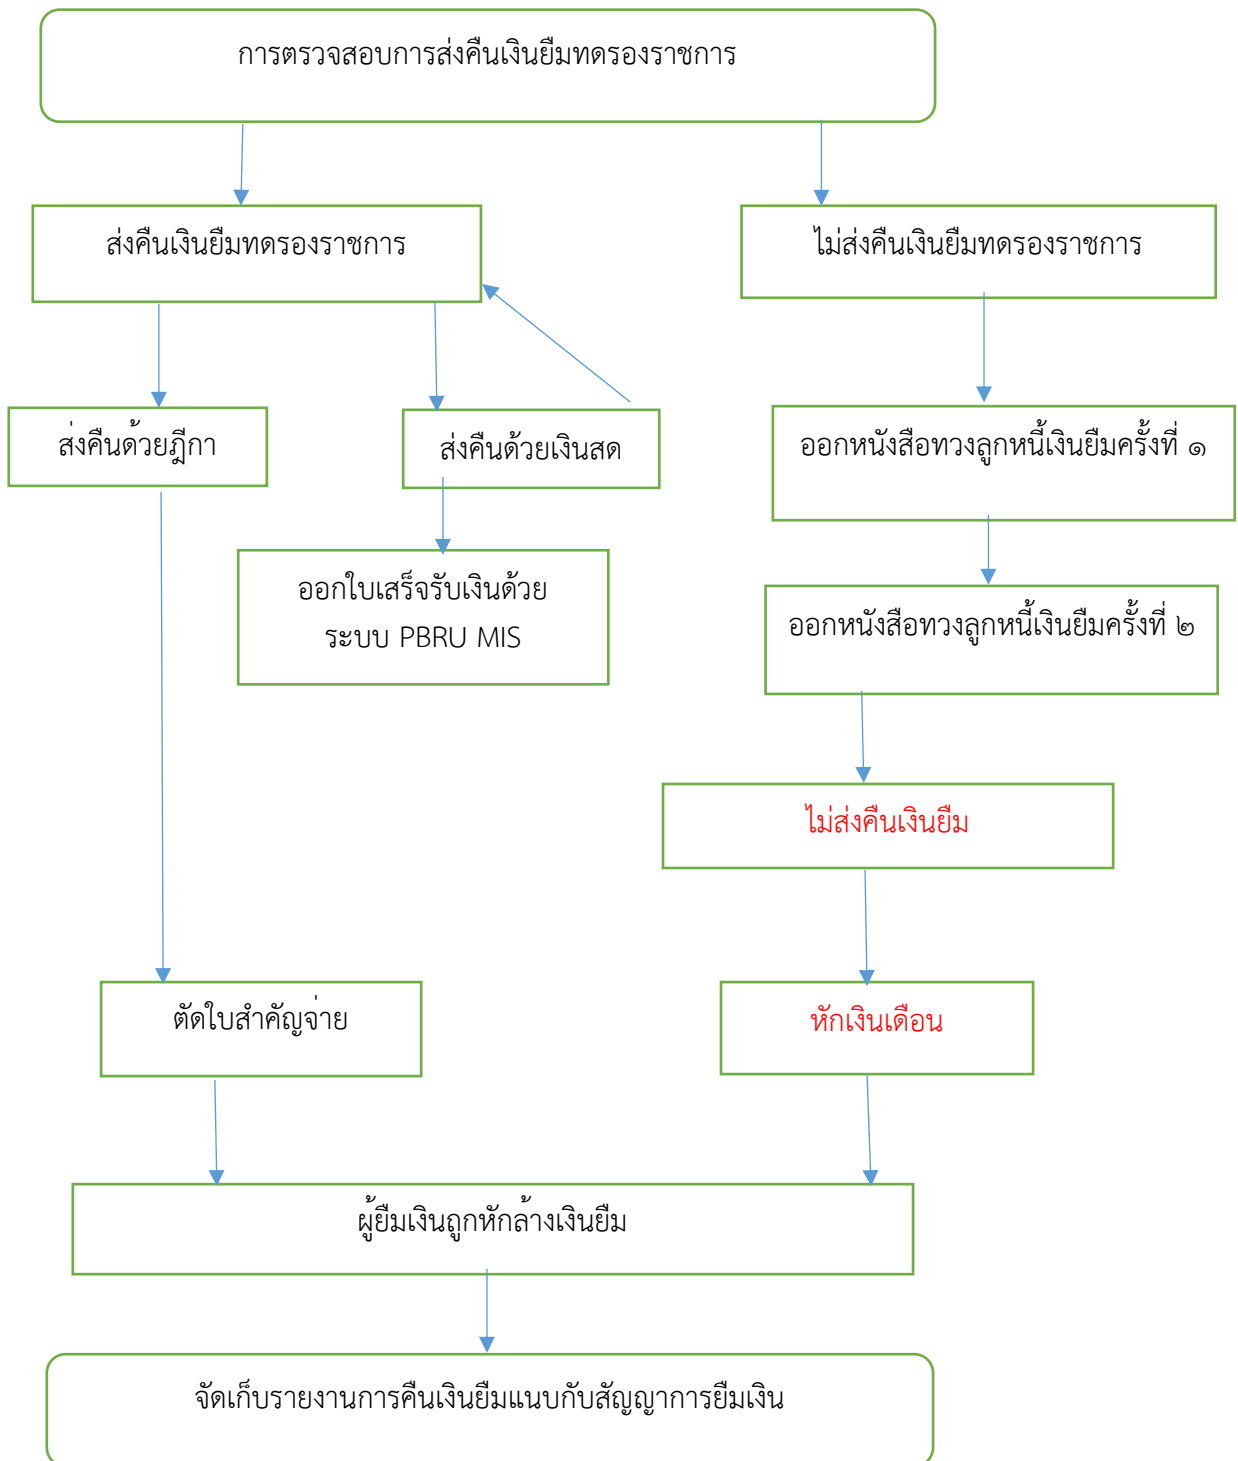 การตรวจสอบการส่งคืนเงินยืมทดรองราชการ
ส่งคืนเงินยืมทดรองราชการ
ไม่ส่งคืนเงินยืมทดรองราชการ
ส่งคืนด้วยฎีกา
ส่งคืนด้วยเงินสด
ออกหนังสือทวงลูกหนี้เงินยืมครั้งที่ ๑
ออกใบเสร็จรับเงินด้วย
ระบบ PBRU MIS
ออกหนังสือทวงลูกหนี้เงินยืมครั้งที่ ๒
ไม่ส่งคืนเงินยืม
ตัดใบสำคัญจ่าย
หักเงินเดือน
ผู้ยืมเงินถูกหักล้างเงินยืม
จัดเก็บรายงานการคืนเงินยืมแนบกับสัญญาการยืมเงิน